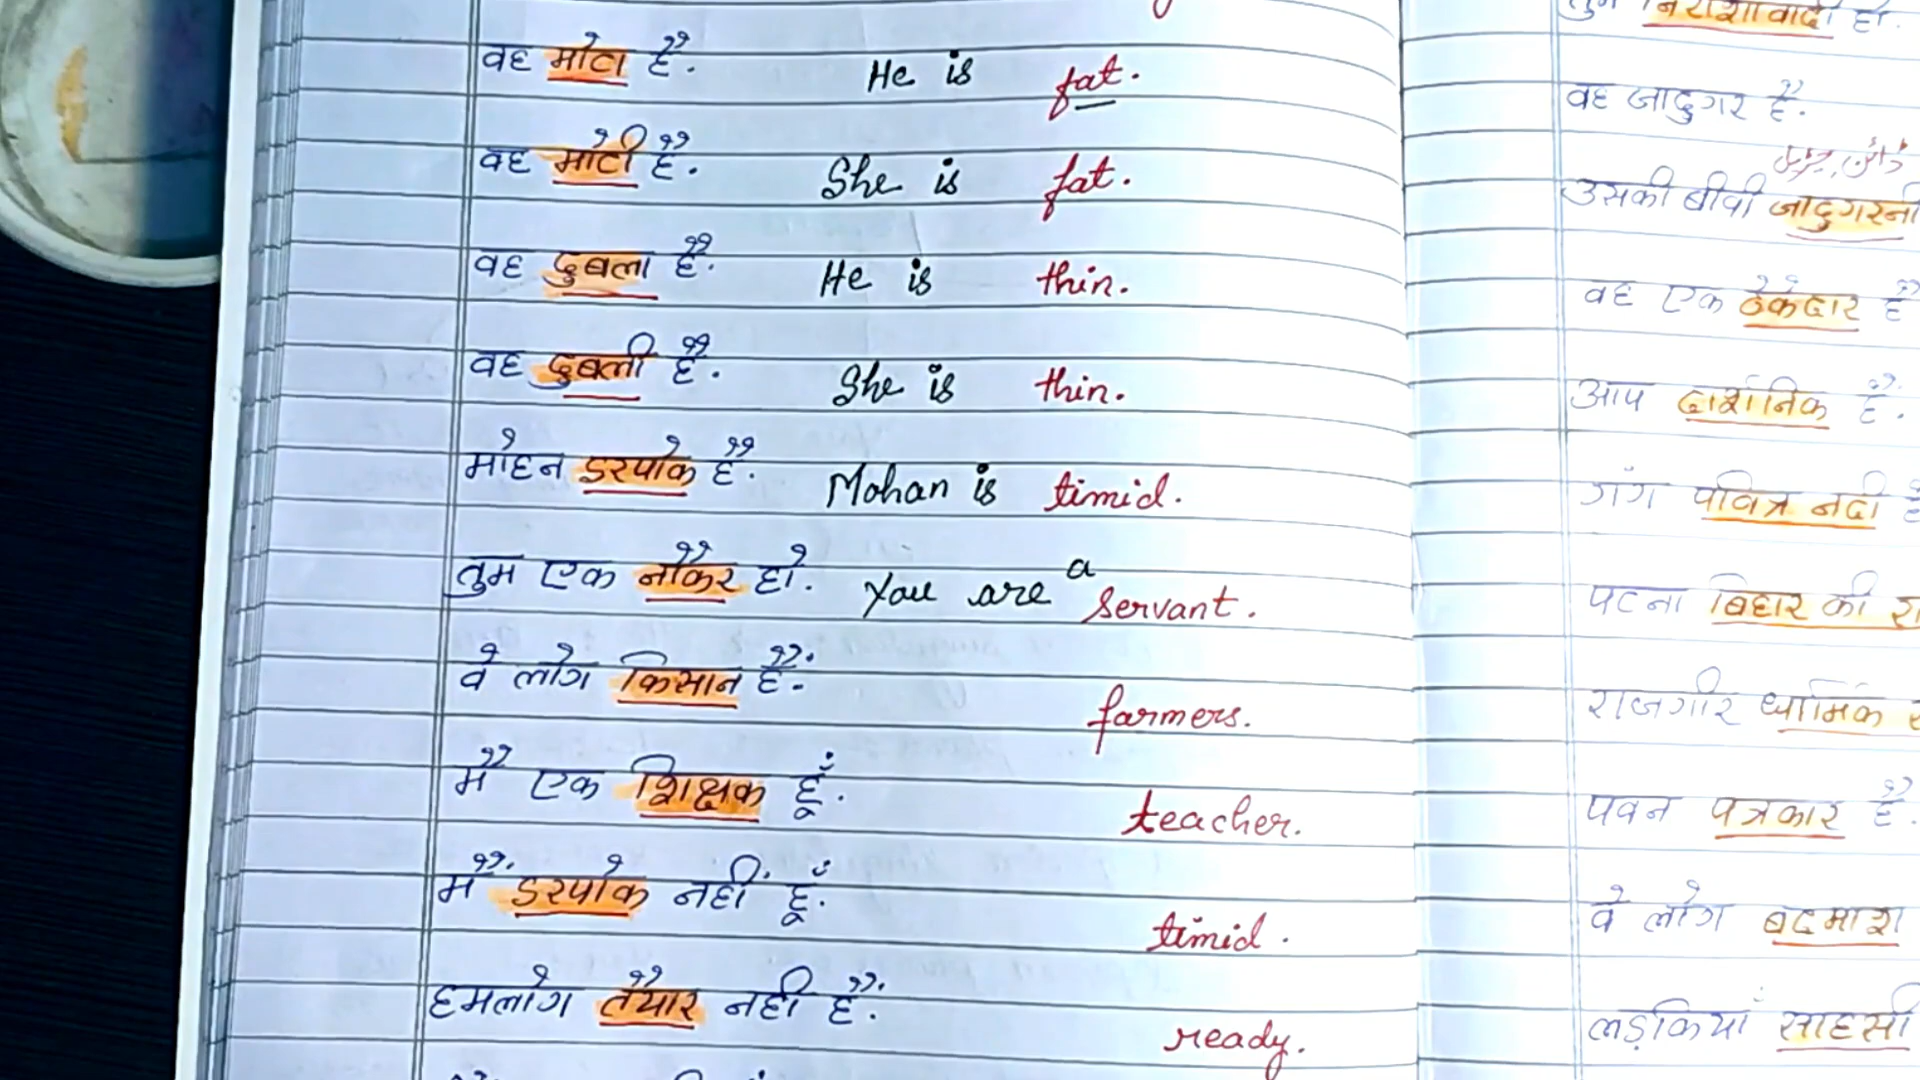 वह मोटा है. He is fat.
वह मोटी है. She is fat.
वह दुबला है. He is thin.
वह दुबली है. She is thin.
मोहन डरपोक है. Mohan is timid.
तुम एक नौकर हो. You are a servant.
वे लोग किसान हैं. farmers.
मैं एक शिक्षक हूँ. teacher.
मैं डरपोक नहीं हूँ. timid.
हमलोग तैयार नहीं हैं. ready.
तुम निराशावादी हो.
वह जादुगर है.
उसकी बीवी जादुगरनी
वह एक ठेकेदार है
आप दार्शनिक हैं.
गंग पवित्र नदी है
पटना बिहार की रा
राजगीर धार्मिक
पवन पत्रकार है.
वे लोग बदमाश
लड़कियाँ साहसी